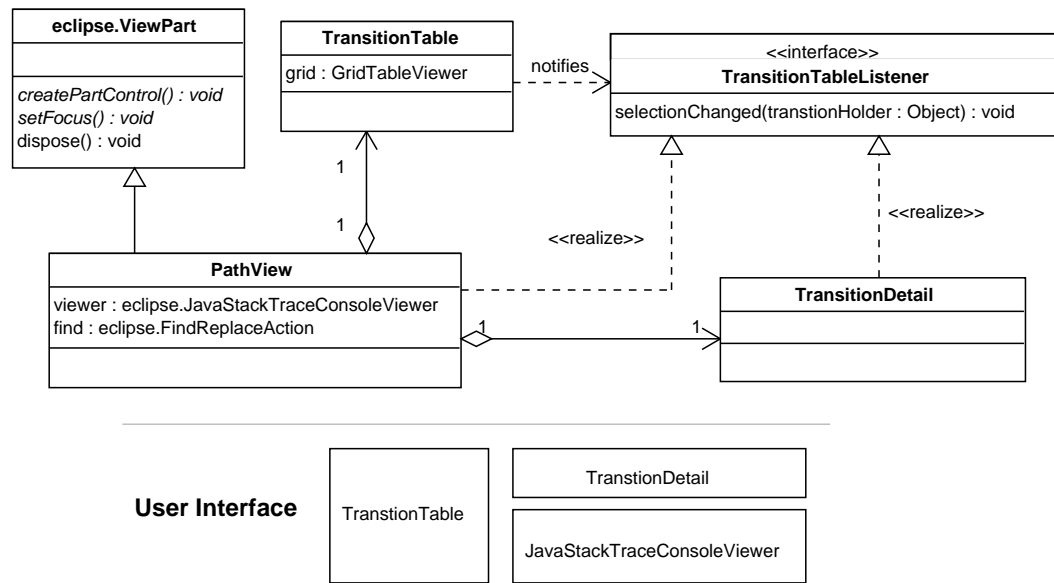 eclipse.ViewPart
createPartControl() : void
setFocus() : void
dispose() : void
TransitionTable
grid : GridTableViewer
notifies
<<interface>>
TransitionTableListener
selectionChanged(transtionHolder : Object) : void
1
1
<<realize>>
<<realize>>
PathView
viewer : eclipse.JavaStackTraceConsoleViewer
find : eclipse.FindReplaceAction
1
1
TransitionDetail
User Interface
TranstionTable
TranstionDetail
JavaStackTraceConsoleViewer